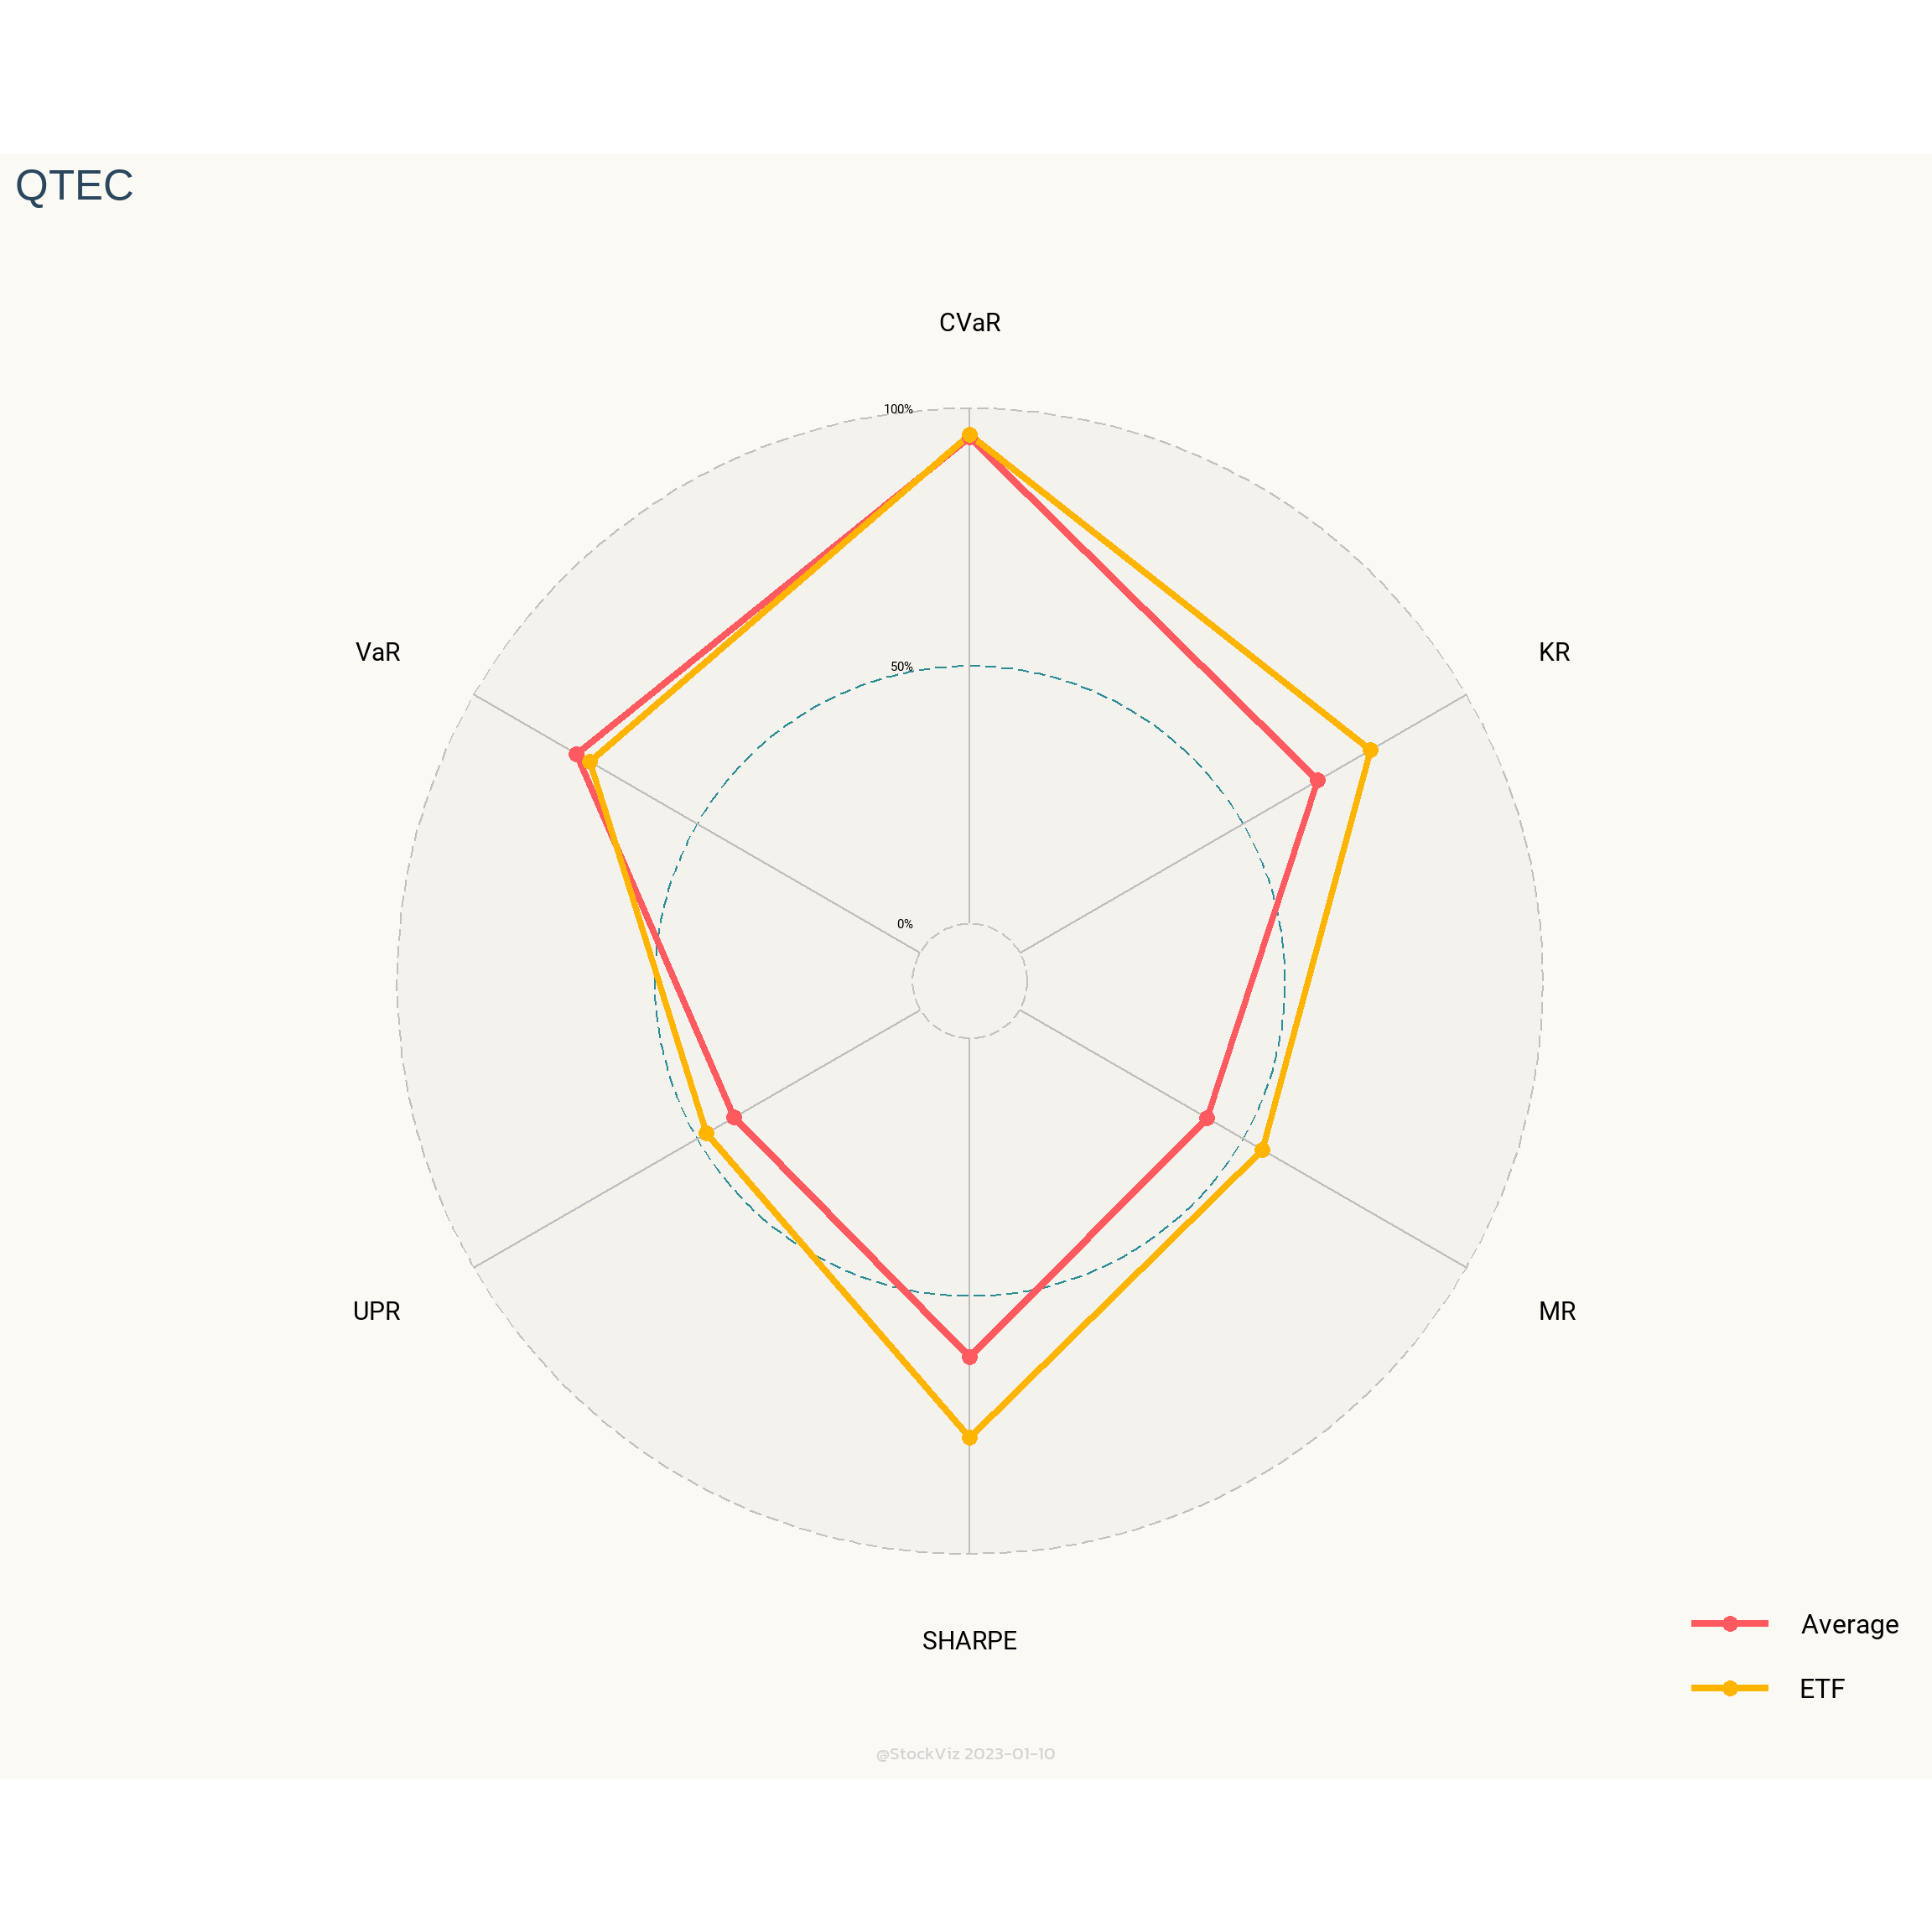 QTEC
CVaR
100%
VaR
KR
50%
0%
UPR
MR
SHARPE
Average
ETF
@StockViz 2023-01-10